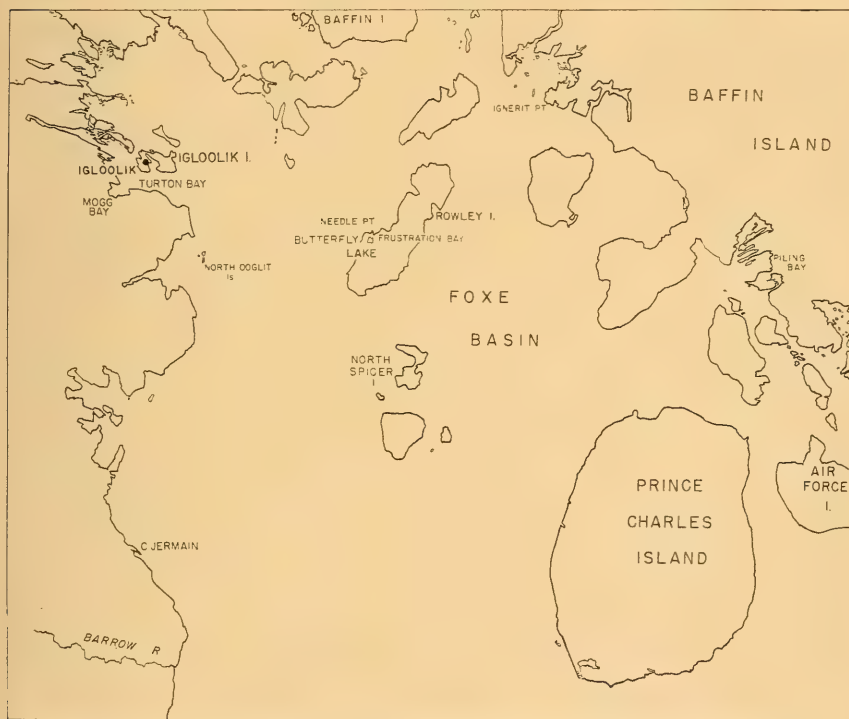 BAFFIN I
IGNERIT PT
BAFFIN
ISLAND
IGLOOLIK
IGLOOLIK I.
TURTON BAY
MOGG
BAY
NEEDLE PT
ROWLEY I.
BUTTERFLY
LAKE
FRUSTRATION BAY
NORTH OOGLIT
IS
PILING
BAY
FOXE
BASIN
NORTH
SPICER
I
PRINCE
CHARLES
ISLAND
AIR
FORCE
I.
C JERMAIN
BARROW R